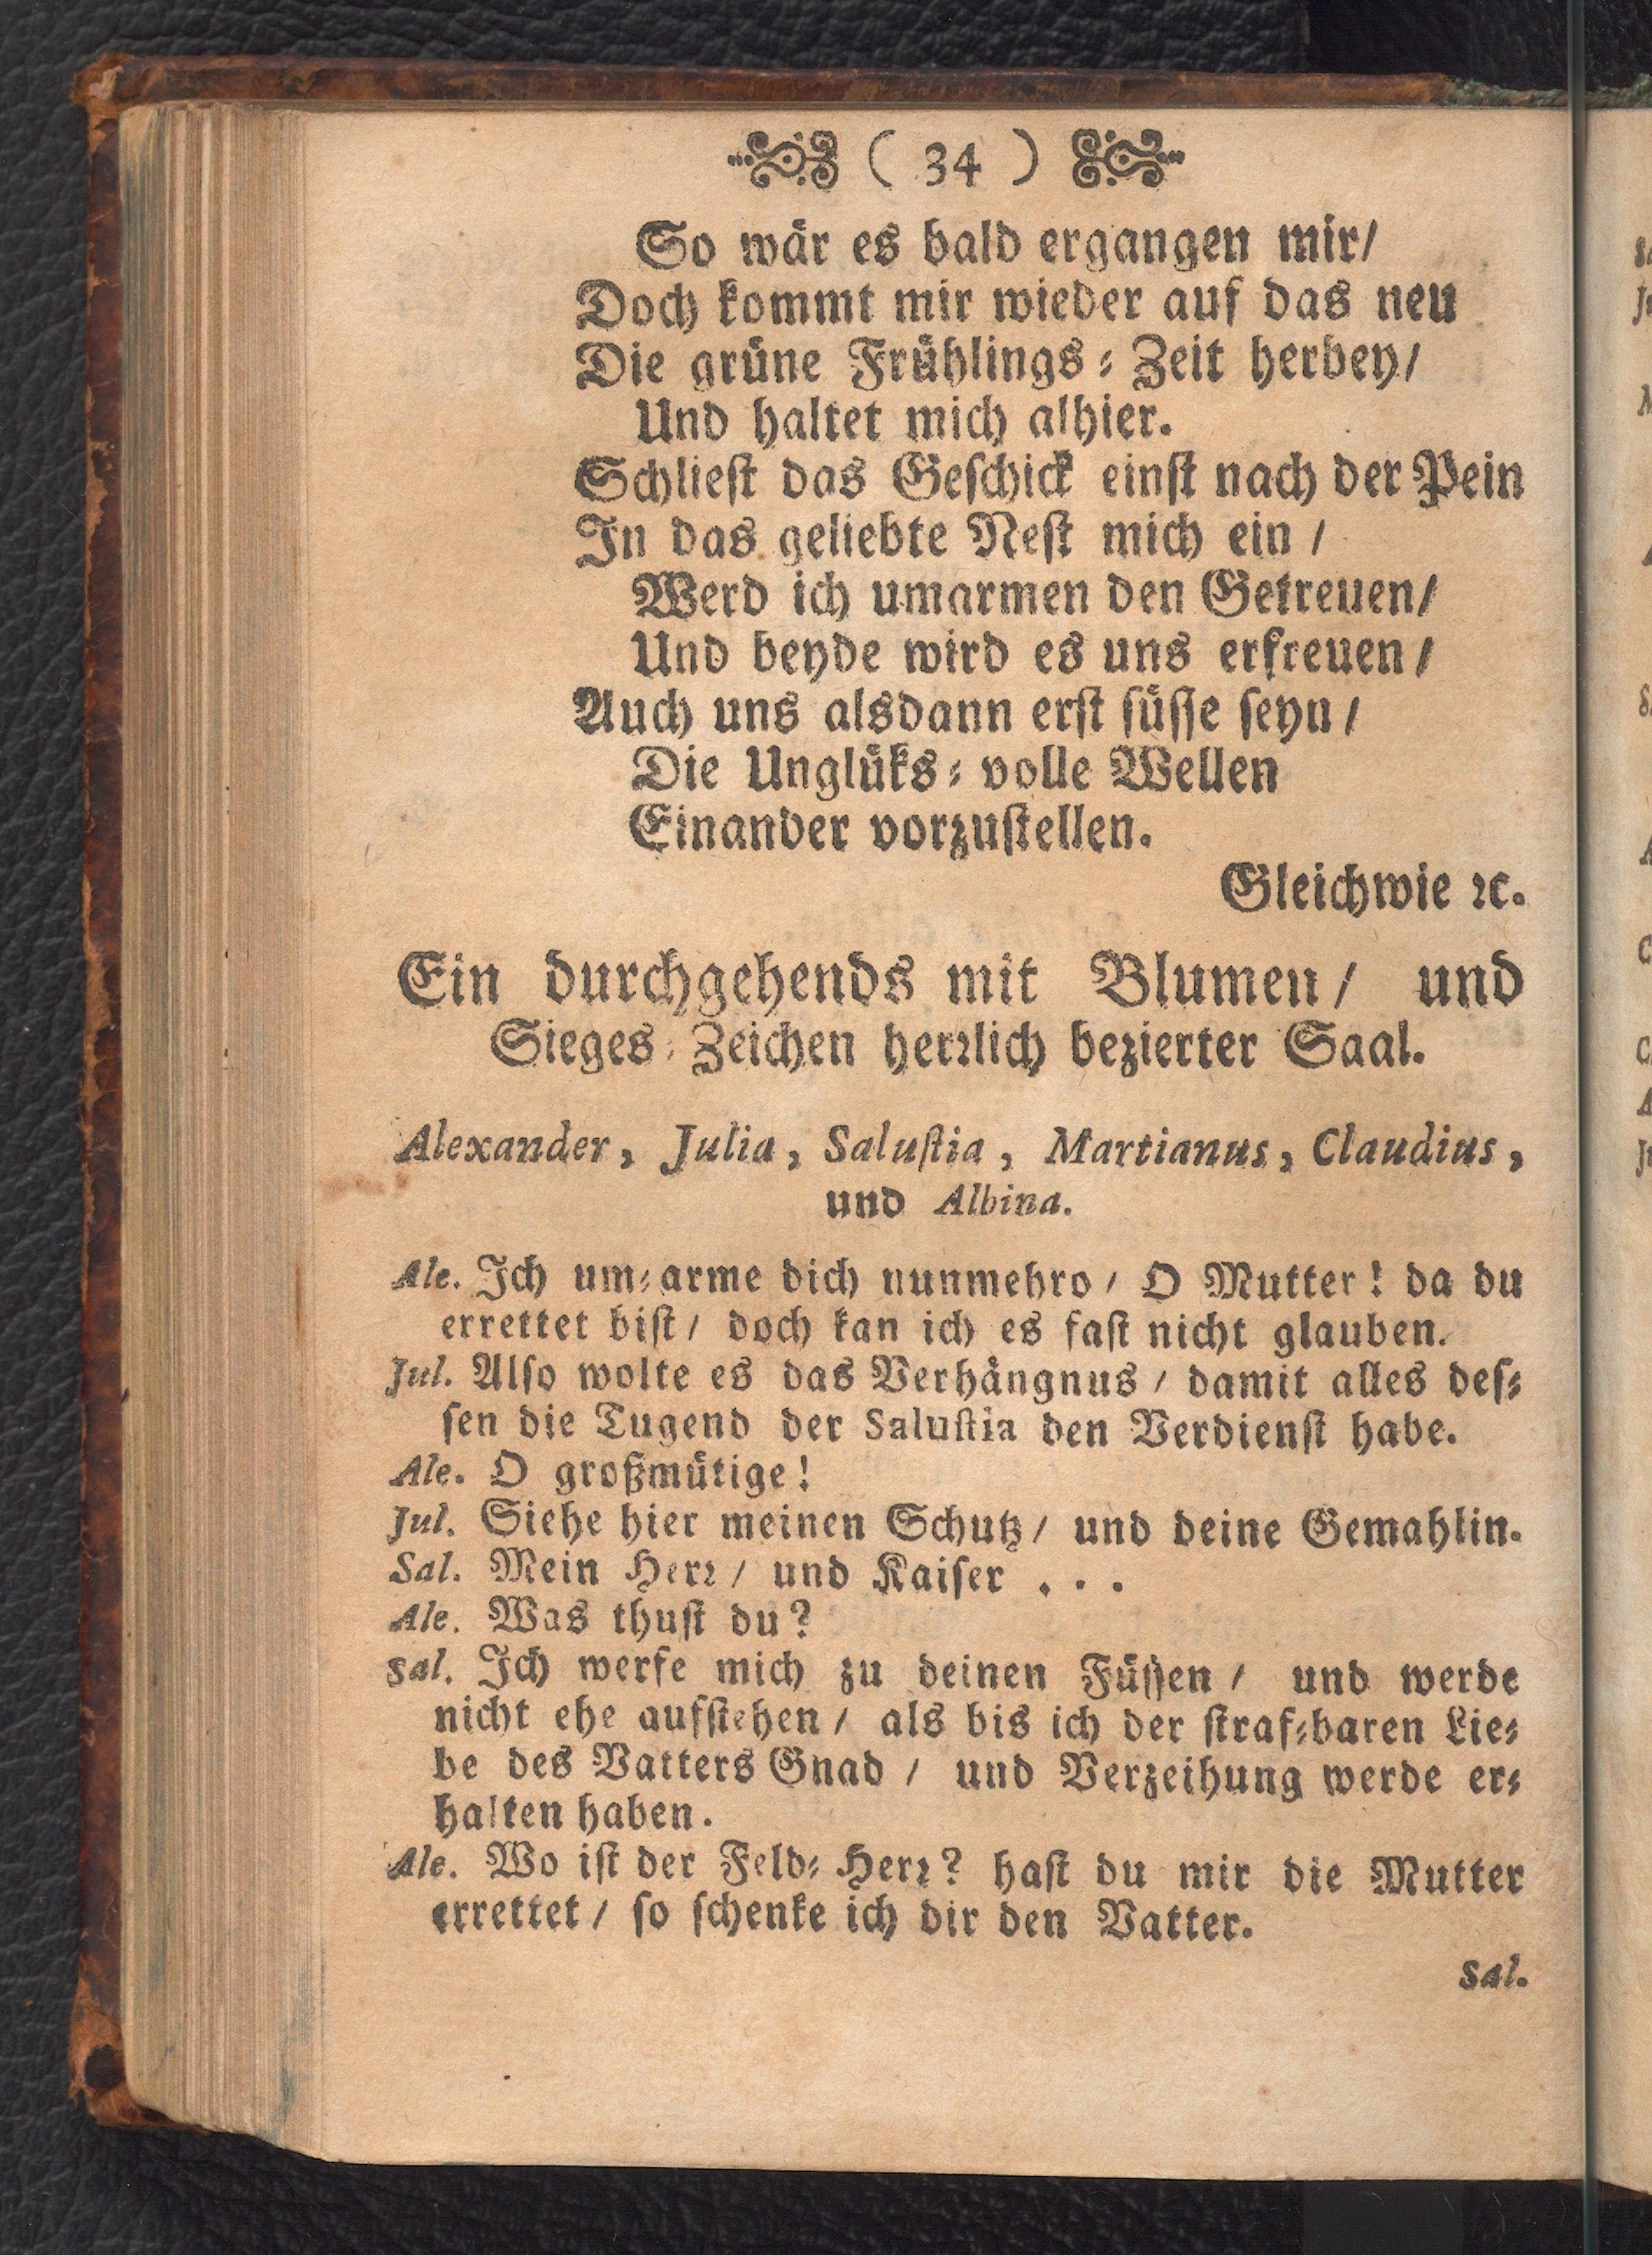 ( 34 )
So wår es bald ergangen mir/
Doch kommt mir wieder auf das neu
Die grüne Frühlings⸗Zeit herbey/
Und haltet mich alhier.
Schliest das Geſchick einſt nach der Pein
In das geliebte Neſt mich ein /
Werd ich umarmen den Getreuen/
Und beyde wird es uns erfreuen /
Auch uns alsdann erſt ſüſſe ſeyn /
Die Unglüks⸗volle Wellen
Einander vorzuſtellen.
Gleichwie ꝛc.
Ein durchgehends mit Blumen / und
Sieges⸗Zeichen herꝛlich bezierter Saal.
Alexander, Julia, Saluſtia, Martianus, Claudius,
und Albina.
Ale. Ich um⸗arme dich nunmehro / O Mutter! da du
errettet biſt / doch kan ich es faſt nicht glauben.
Jul. Alſo wolte es das Verhängnus / damit alles deſ⸗
ſen die Tugend der Saluſtia den Verdienſt habe.
Ale. O großmütige!
Jul. Siehe hier meinen Schutz / und deine Gemahlin.
Sal. Mein Herꝛ / und Kaiſer . . .
Ale. Was thuſt du?
Sal. Ich werfe mich zu deinen Füſſen / und werde
nicht ehe aufſtehen / als bis ich der ſtraf⸗baren Lie⸗
be des Vatters Gnad / und Verzeihung werde er⸗
halten haben.
Ale. Wo iſt der Feld⸗Herꝛ? haſt du mir die Mutter
errettet / ſo ſchenke ich dir den Vatter.
Sal.